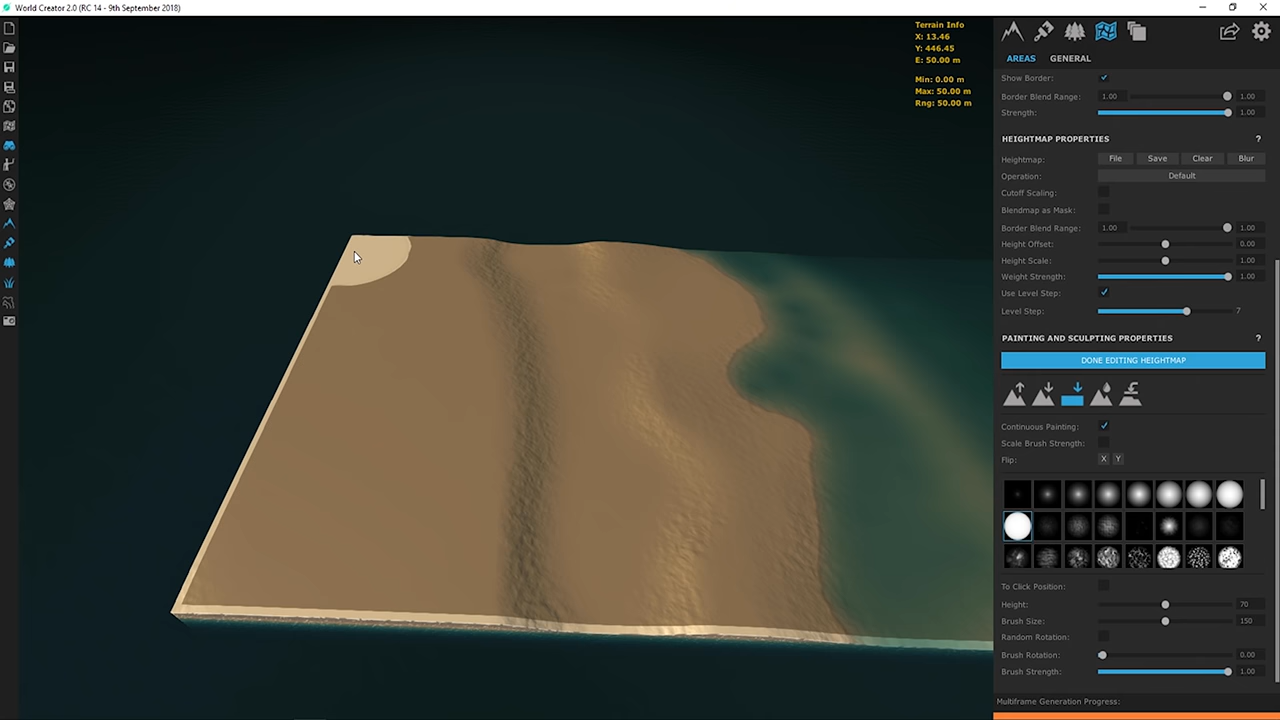 World Creator 2.0 (RC 14 - 9th September 2018)
Terrain Info
X: 13.46
Y: 446.45
E: 50.00 m
Min: 0.00 m
Max: 50.00 m
Rng: 50.00 m
AREAS GENERAL
Show Border:
Border Blend Range: 1.00 1.00
Strength: 1.00
HEIGHTMAP PROPERTIES ?
Heightmap: File Save Clear Blur
Operation: Default
Cutoff Scaling:
Blendmap as Mask:
Border Blend Range: 1.00 1.00
Height Offset: 0.00
Height Scale: 1.00
Weight Strength: 1.00
Use Level Step:
Level Step: 7
PAINTING AND SCULPTING PROPERTIES ?
DONE EDITING HEIGHTMAP
Continuous Painting:
Scale Brush Strength:
Flip: X Y
To Click Position:
Height: 70
Brush Size: 150
Random Rotation:
Brush Rotation: 0.00
Brush Strength: 1.00
Multiframe Generation Progress: